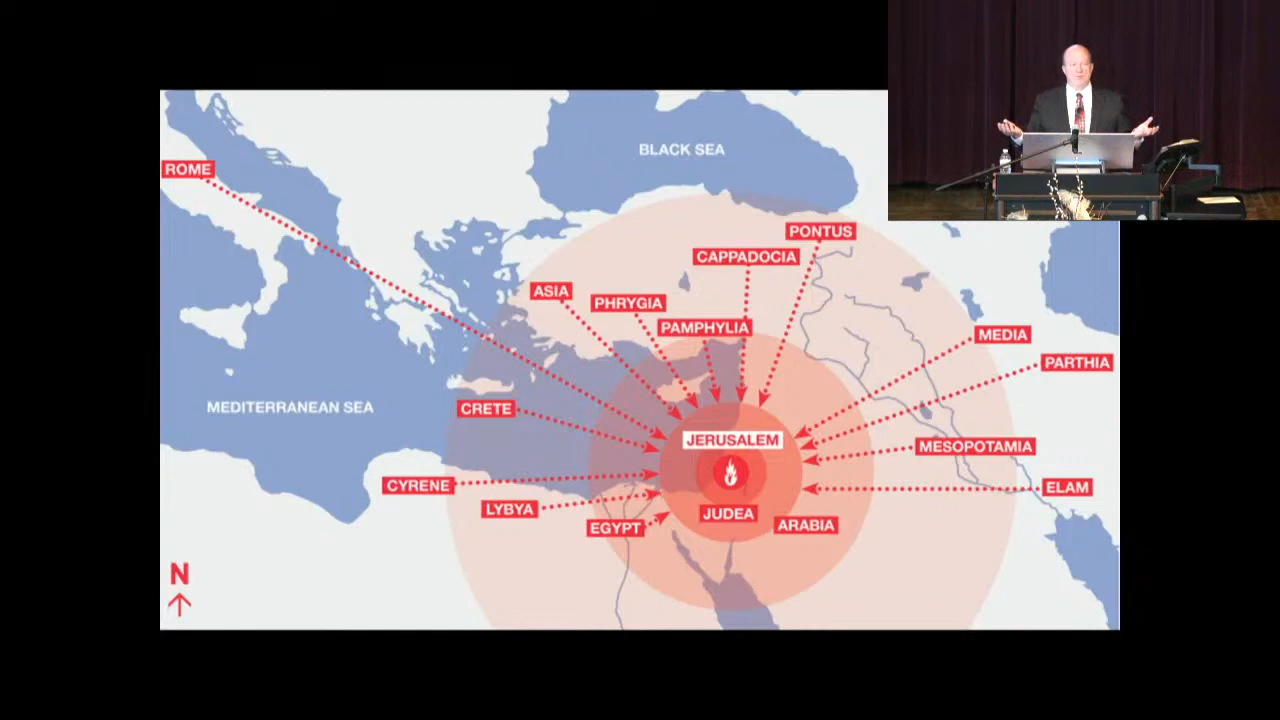 BLACK SEA
ROME
PONTUS
CAPPADOCIA
ASIA
PHRYGIA
PAMPHYLIA
MEDIA
PARTHIA
MEDITERRANEAN SEA
CRETE
JERUSALEM
MESOPOTAMIA
CYRENE
ELAM
LYBYA
JUDEA
ARABIA
EGYPT
N